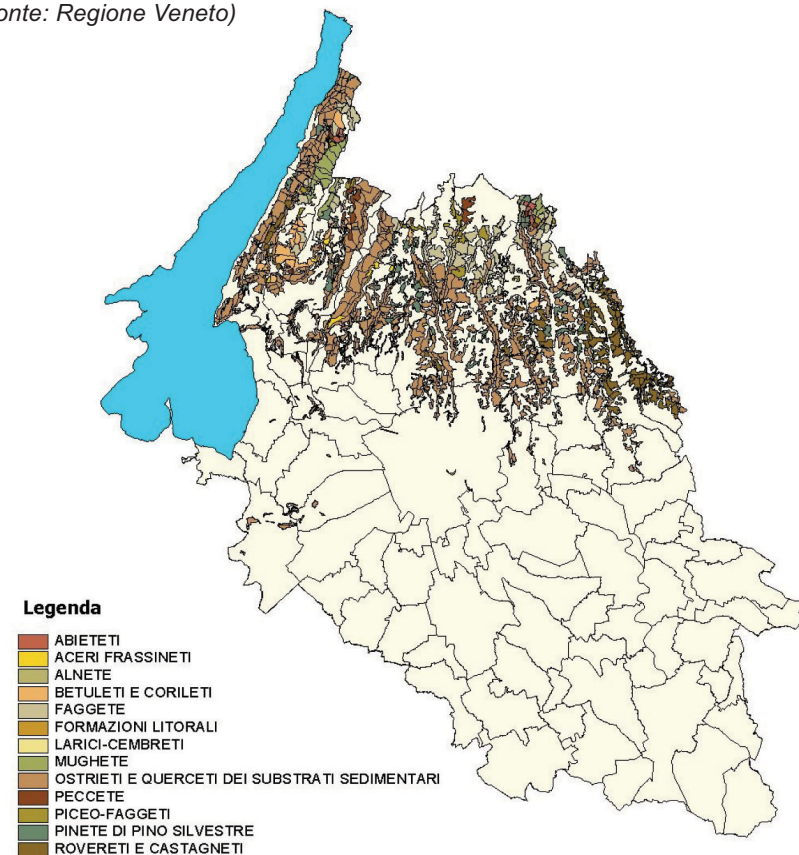 onte: Regione Veneto)
Legenda
ABIETETI
ACERI FRASSINETI
ALNETE
BETULETI E CORILETI
FAGGETE
FORMAZIONI LITORALI
LARICI-CEMBRETI
MUGHETE
OSTRIETI E QUERCETI DEI SUBSTRATI SEDIMENTARI
PECCETE
PICEO-FAGGETI
PINETE DI PINO SILVESTRE
ROVERETI E CASTAGNETI